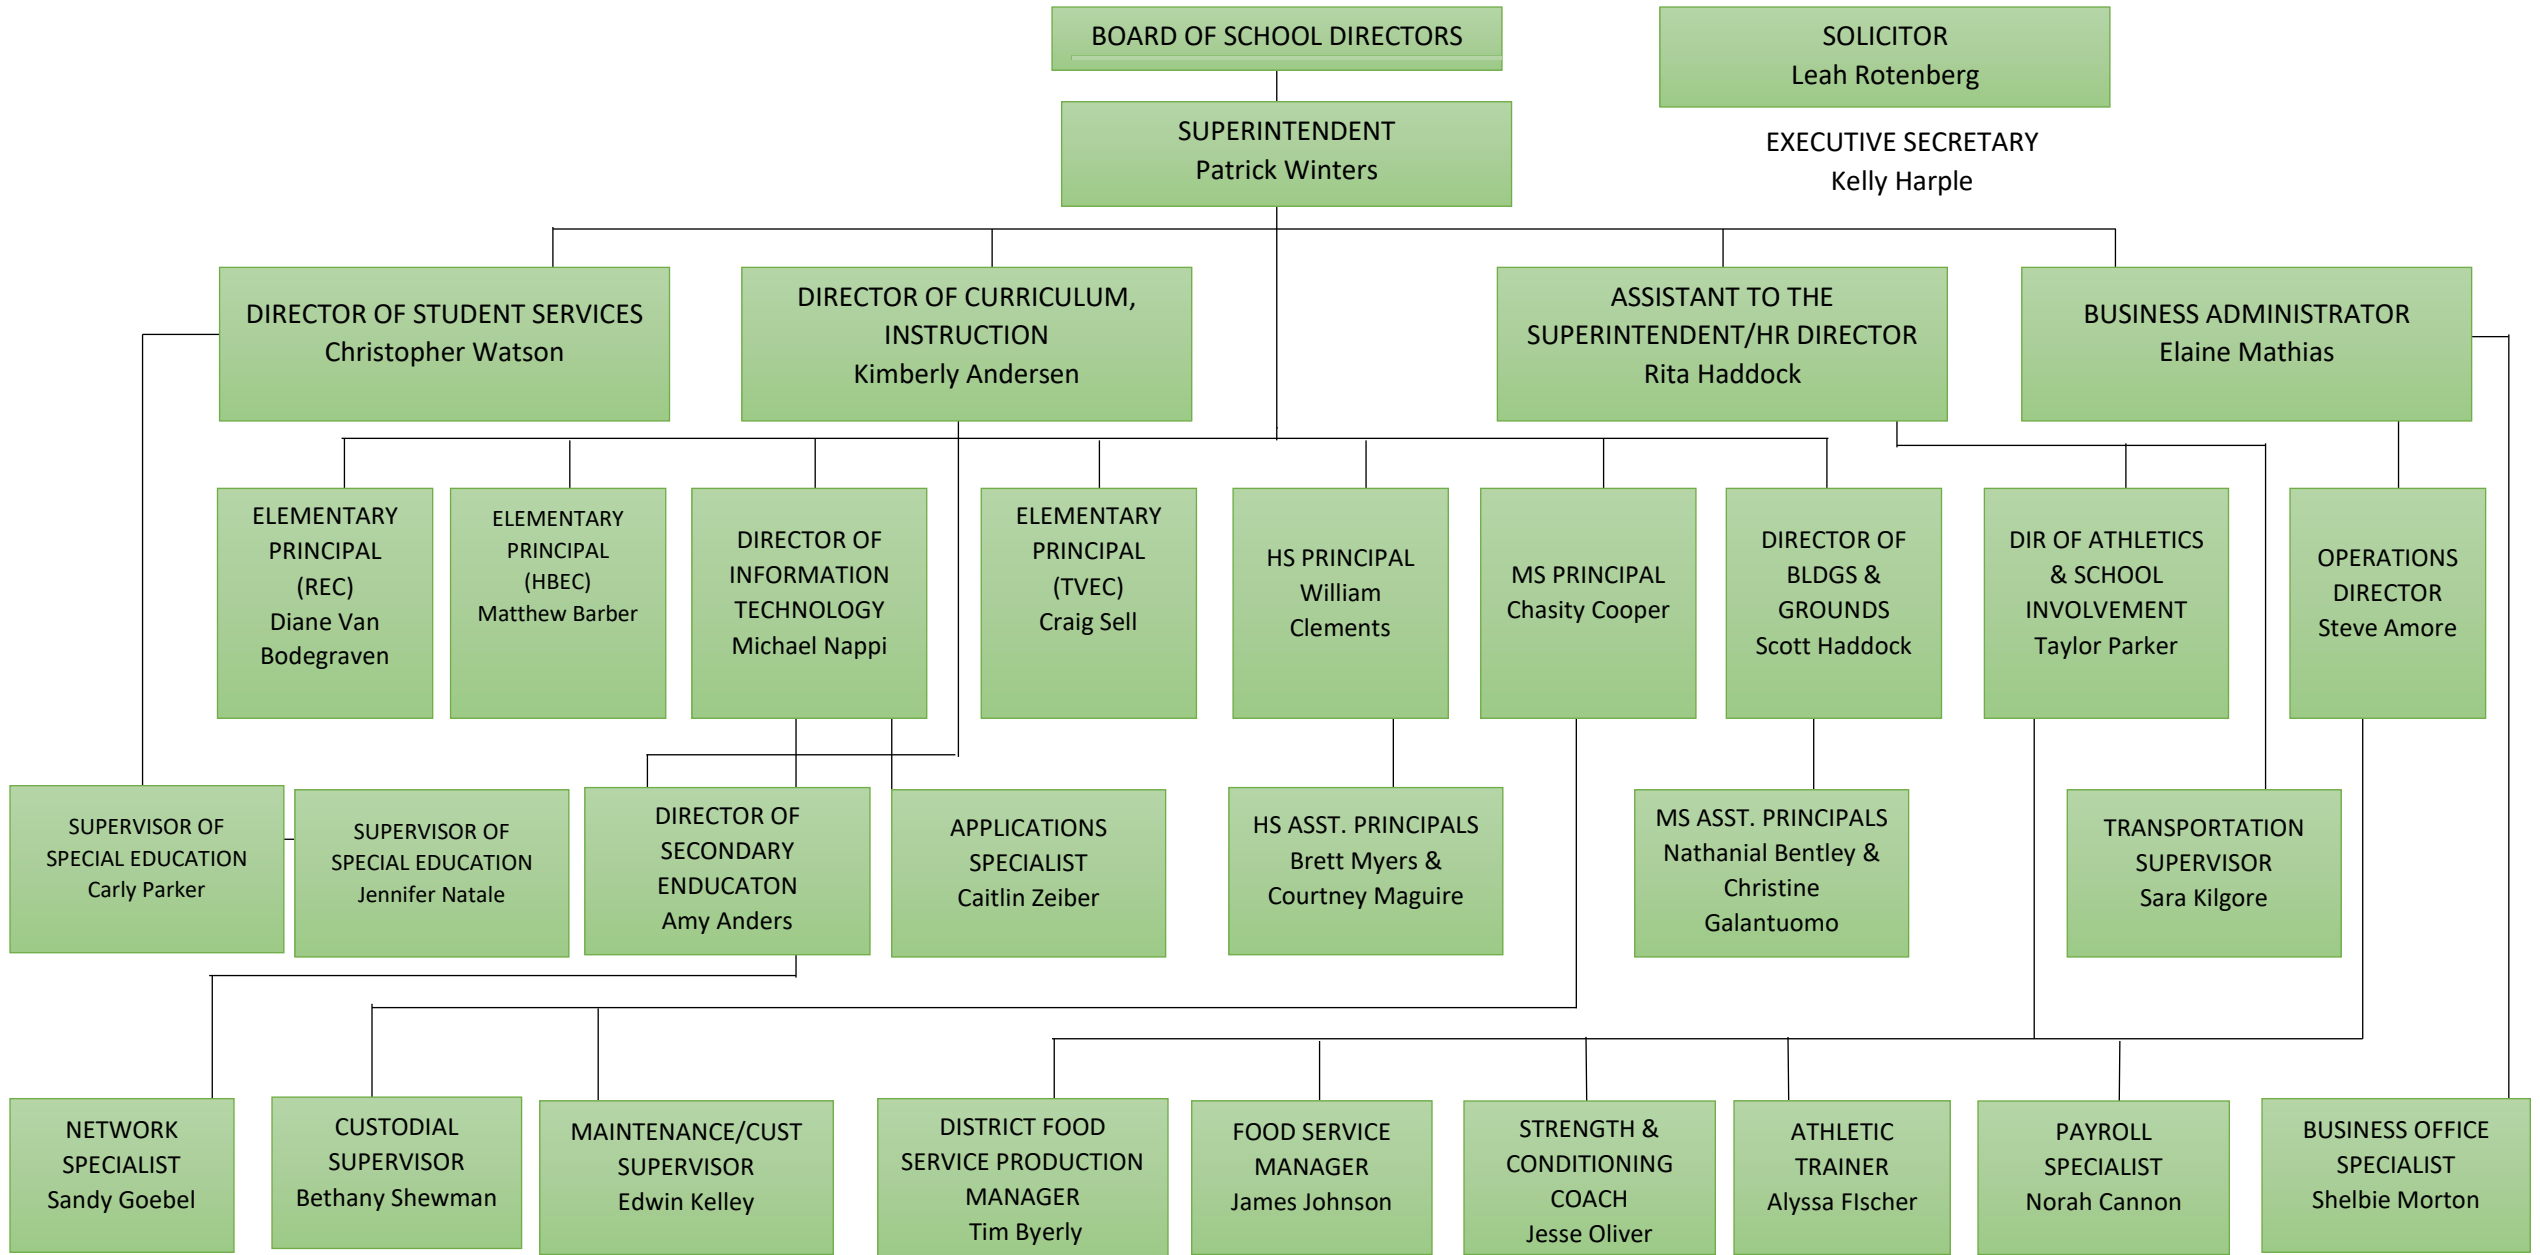 BOARD OF SCHOOL DIRECTORS
SOLICITOR
Leah Rotenberg
SUPERINTENDENT
Patrick Winters
EXECUTIVE SECRETARY
Kelly Harple
DIRECTOR OF STUDENT SERVICES
Christopher Watson
DIRECTOR OF CURRICULUM,
INSTRUCTION
Kimberly Andersen
ASSISTANT TO THE
SUPERINTENDENT/HR DIRECTOR
Rita Haddock
BUSINESS ADMINISTRATOR
Elaine Mathias
ELEMENTARY
PRINCIPAL
(REC)
Diane Van
Bodegraven
ELEMENTARY
PRINCIPAL
(HBEC)
Matthew Barber
DIRECTOR OF
INFORMATION
TECHNOLOGY
Michael Nappi
ELEMENTARY
PRINCIPAL
(TVEC)
Craig Sell
HS PRINCIPAL
William
Clements
MS PRINCIPAL
Chasity Cooper
DIRECTOR OF
BLDGS &
GROUNDS
Scott Haddock
DIR OF ATHLETICS
& SCHOOL
INVOLVEMENT
Taylor Parker
OPERATIONS
DIRECTOR
Steve Amore
SUPERVISOR OF
SPECIAL EDUCATION
Carly Parker
SUPERVISOR OF
SPECIAL EDUCATION
Jennifer Natale
DIRECTOR OF
SECONDARY
ENDUCATON
Amy Anders
APPLICATIONS
SPECIALIST
Caitlin Zeiber
HS ASST. PRINCIPALS
Brett Myers &
Courtney Maguire
MS ASST. PRINCIPALS
Nathanial Bentley &
Christine
Galantuomo
TRANSPORTATION
SUPERVISOR
Sara Kilgore
NETWORK
SPECIALIST
Sandy Goebel
CUSTODIAL
SUPERVISOR
Bethany Shewman
MAINTENANCE/CUST
SUPERVISOR
Edwin Kelley
DISTRICT FOOD
SERVICE PRODUCTION
MANAGER
Tim Byerly
FOOD SERVICE
MANAGER
James Johnson
STRENGTH &
CONDITIONING
COACH
Jesse Oliver
ATHLETIC
TRAINER
Alyssa FIscher
PAYROLL
SPECIALIST
Norah Cannon
BUSINESS OFFICE
SPECIALIST
Shelbie Morton